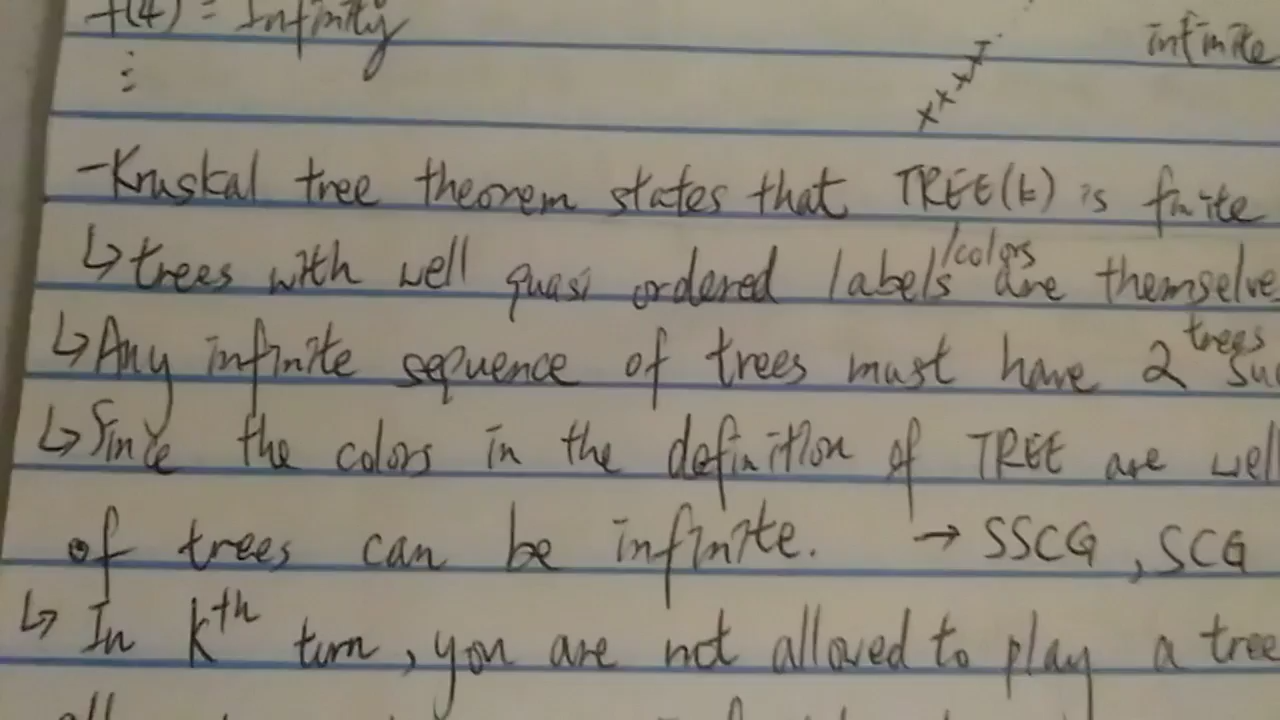 f(4) = Infinity
infinite
⋮
-Kruskal tree theorem states that TREE(k) is finite
↳ trees with well quasi ordered labels/colors are themselve
↳ Any infinite sequence of trees must have 2 trees su
↳ Since the colors in the definition of TREE are well
of trees can be infinite. → SSCG, SCG
↳ In kth turn, you are not allowed to play a tree